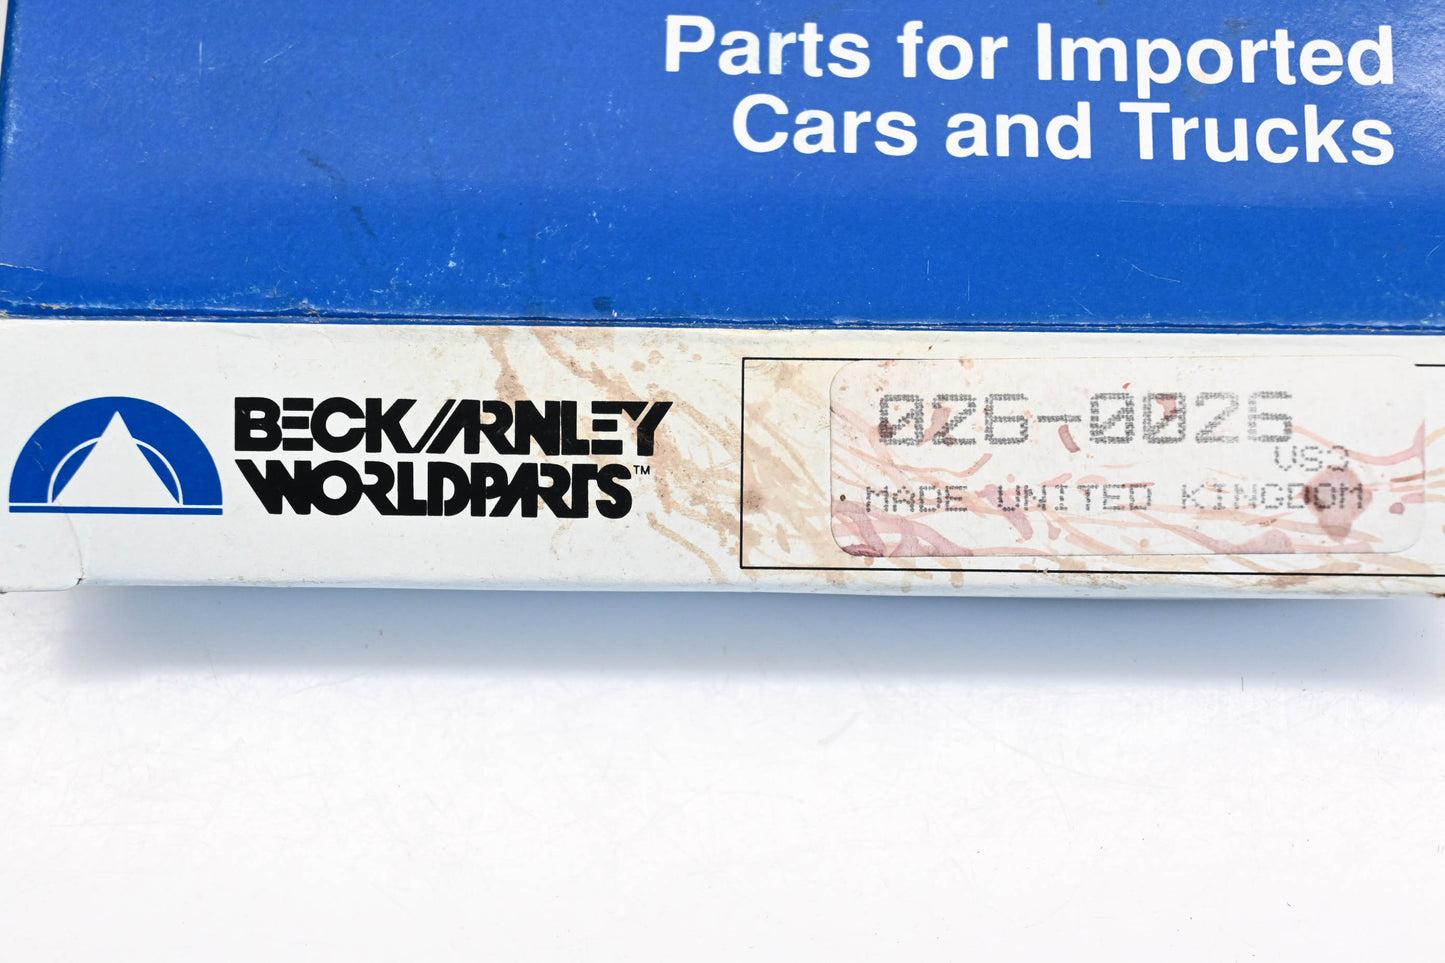 Parts for Imported
Cars and Trucks
BECK/ARNLEY
WORLDPARTS™
026-0026
MADE UNITED KINGDOM